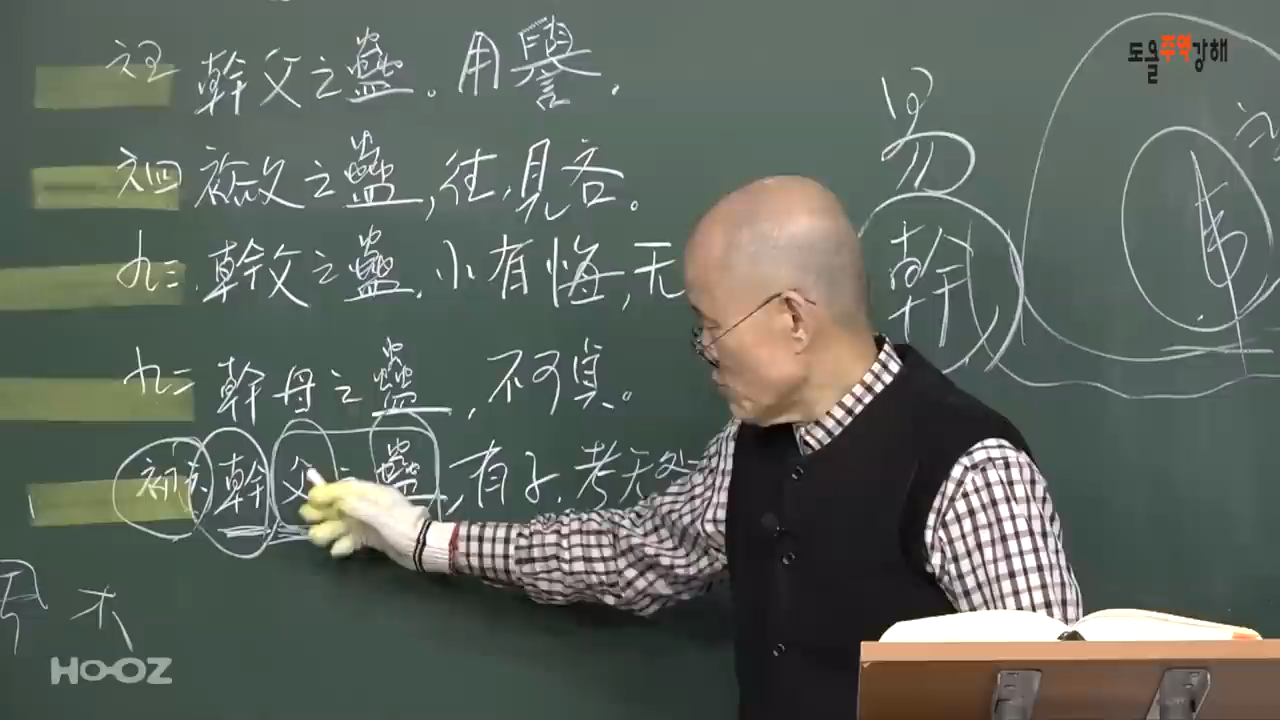 六五 幹父之蠱。用譽。
六四 裕父之蠱,往,見吝。
九三 幹父之蠱,小有悔,无
九二 幹母之蠱,不可貞。
初六 幹父之蠱,有子,考无咎
易
幹
巽 木
도올주역강해
HOOZ